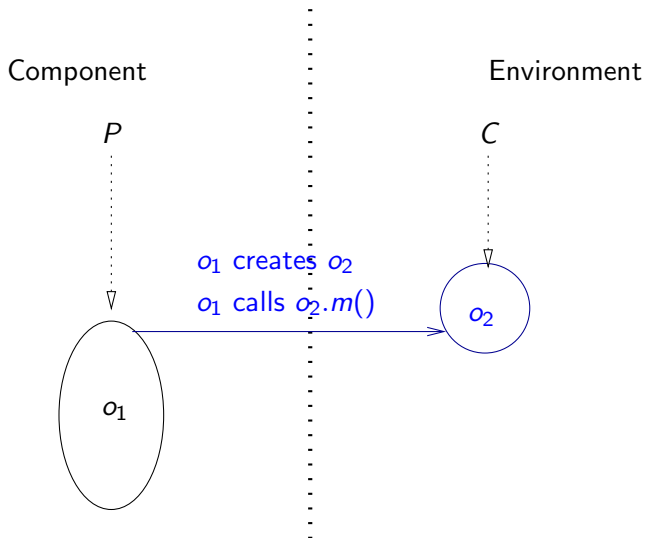 Component Environment
P C
o₁ creates o₂
o₁ calls o₂.m()
o₂
o₁